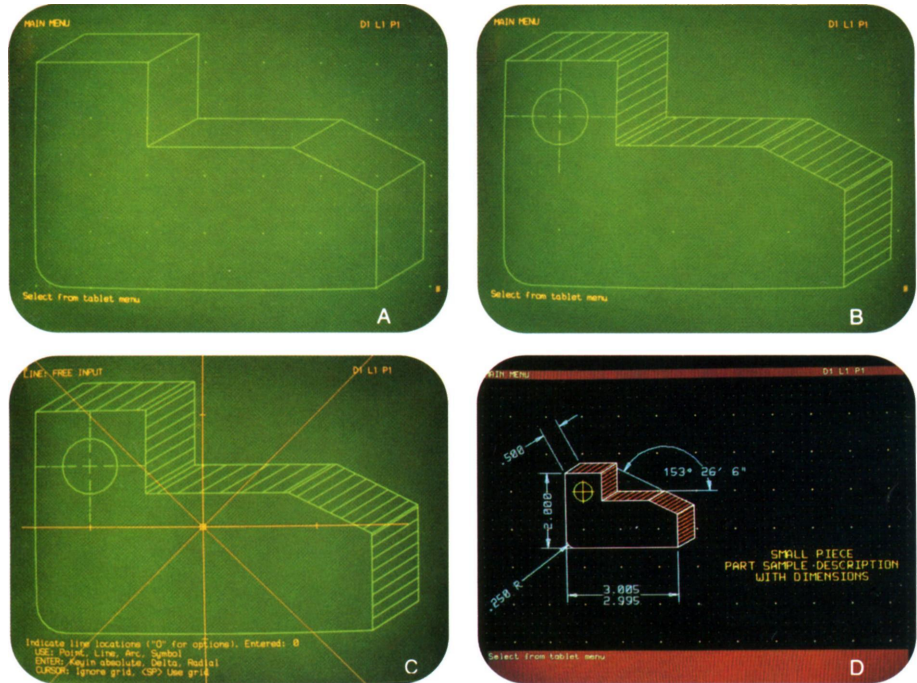 MAIN MENU D1 L1 P1
Select from tablet menu #
A
MAIN MENU D1 L1 P1
Select from tablet menu #
B
LINE: FREE INPUT D1 L1 P1
Indicate line locations ("O" for options). Entered: 0
USE: Point, Line, Arc, Symbol
ENTER: Keyin absolute, Delta, Radial
CURSOR: Ignore grid, <SP> Use grid
C
MAIN MENU D1 L1 P1
.500
153° 26' 6"
2.000
SMALL PIECE
PART SAMPLE-DESCRIPTION
WITH DIMENSIONS
.250 R
3.005
2.995
Select from tablet menu
D